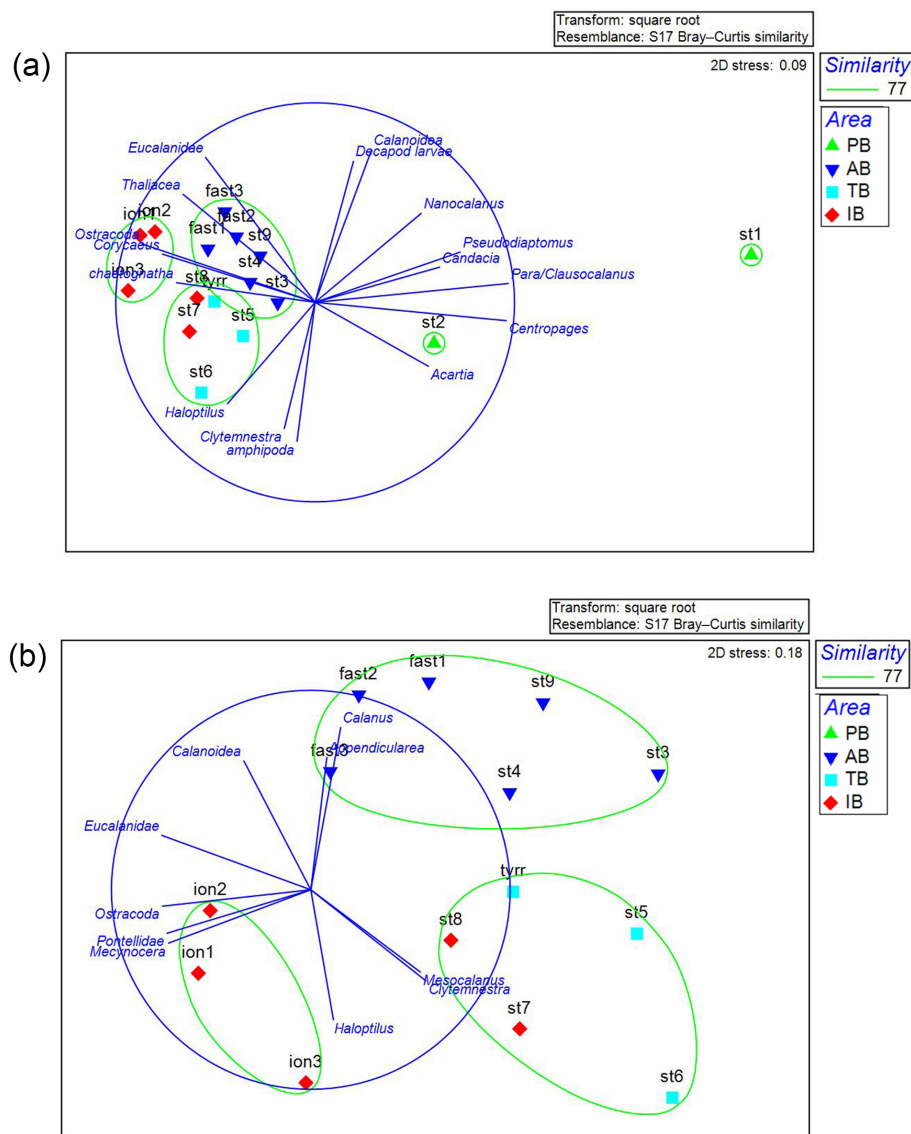 Transform: square root
Resemblance: S17 Bray–Curtis similarity
(a)
2D stress: 0.09
Similarity
77
Area
PB
AB
TB
IB
Calanoidea
Decapod larvae
Eucalanidae
Thaliacea
fast3
Nanocalanus
ion1
ion2
fast2
fast1
st9
st1
Ostracoda
Corycaeus
Pseudodiaptomus
Candacia
st4
chaetognatha
ion3
st8
tyrr
st3
Para/Clausocalanus
st7
st5
st2
Centropages
st6
Acartia
Haloptilus
Clytemnestra
amphipoda
Transform: square root
Resemblance: S17 Bray–Curtis similarity
(b)
2D stress: 0.18
Similarity
77
Area
PB
AB
TB
IB
fast2
fast1
st9
Calanus
Calanoidea
fast3
Appendicularea
st3
st4
Eucalanidae
tyrr
ion2
Ostracoda
st8
st5
Pontellidae
Mecynocera
ion1
Mesocalanus
Clytemnestra
st7
Haloptilus
ion3
st6